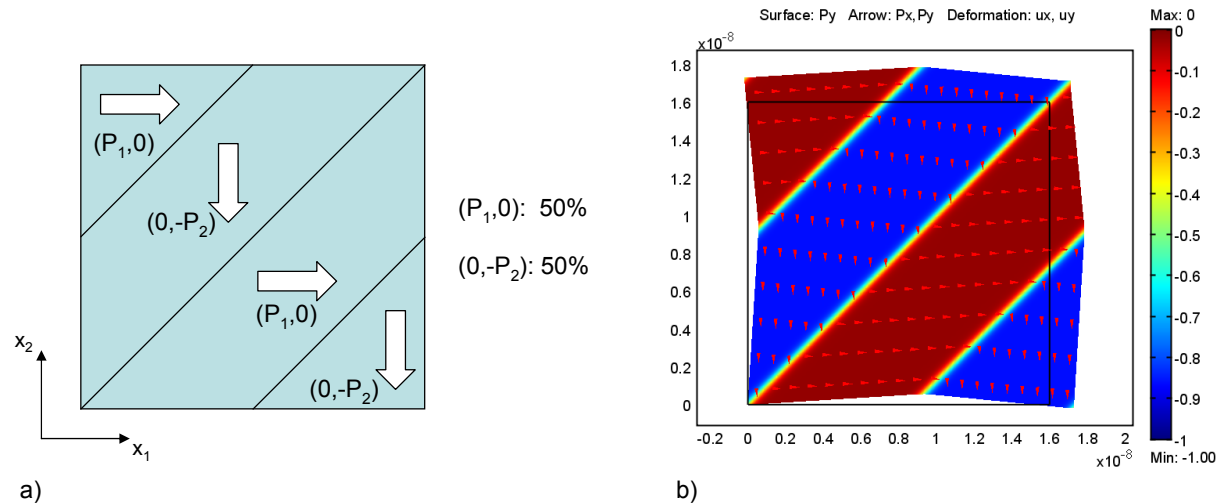 (P₁,0)
(0,-P₂)
(P₁,0)
(0,-P₂)
x₂
x₁
(P₁,0): 50%
(0,-P₂): 50%
a)
Surface: Py Arrow: Px, Py Deformation: ux, uy
Max: 0
x10⁻⁸
1.8
1.6
1.4
1.2
1
0.8
0.6
0.4
0.2
0
-0.2 0 0.2 0.4 0.6 0.8 1 1.2 1.4 1.6 1.8 2
x10⁻⁸
0
-0.1
-0.2
-0.3
-0.4
-0.5
-0.6
-0.7
-0.8
-0.9
-1
Min: -1.00
b)